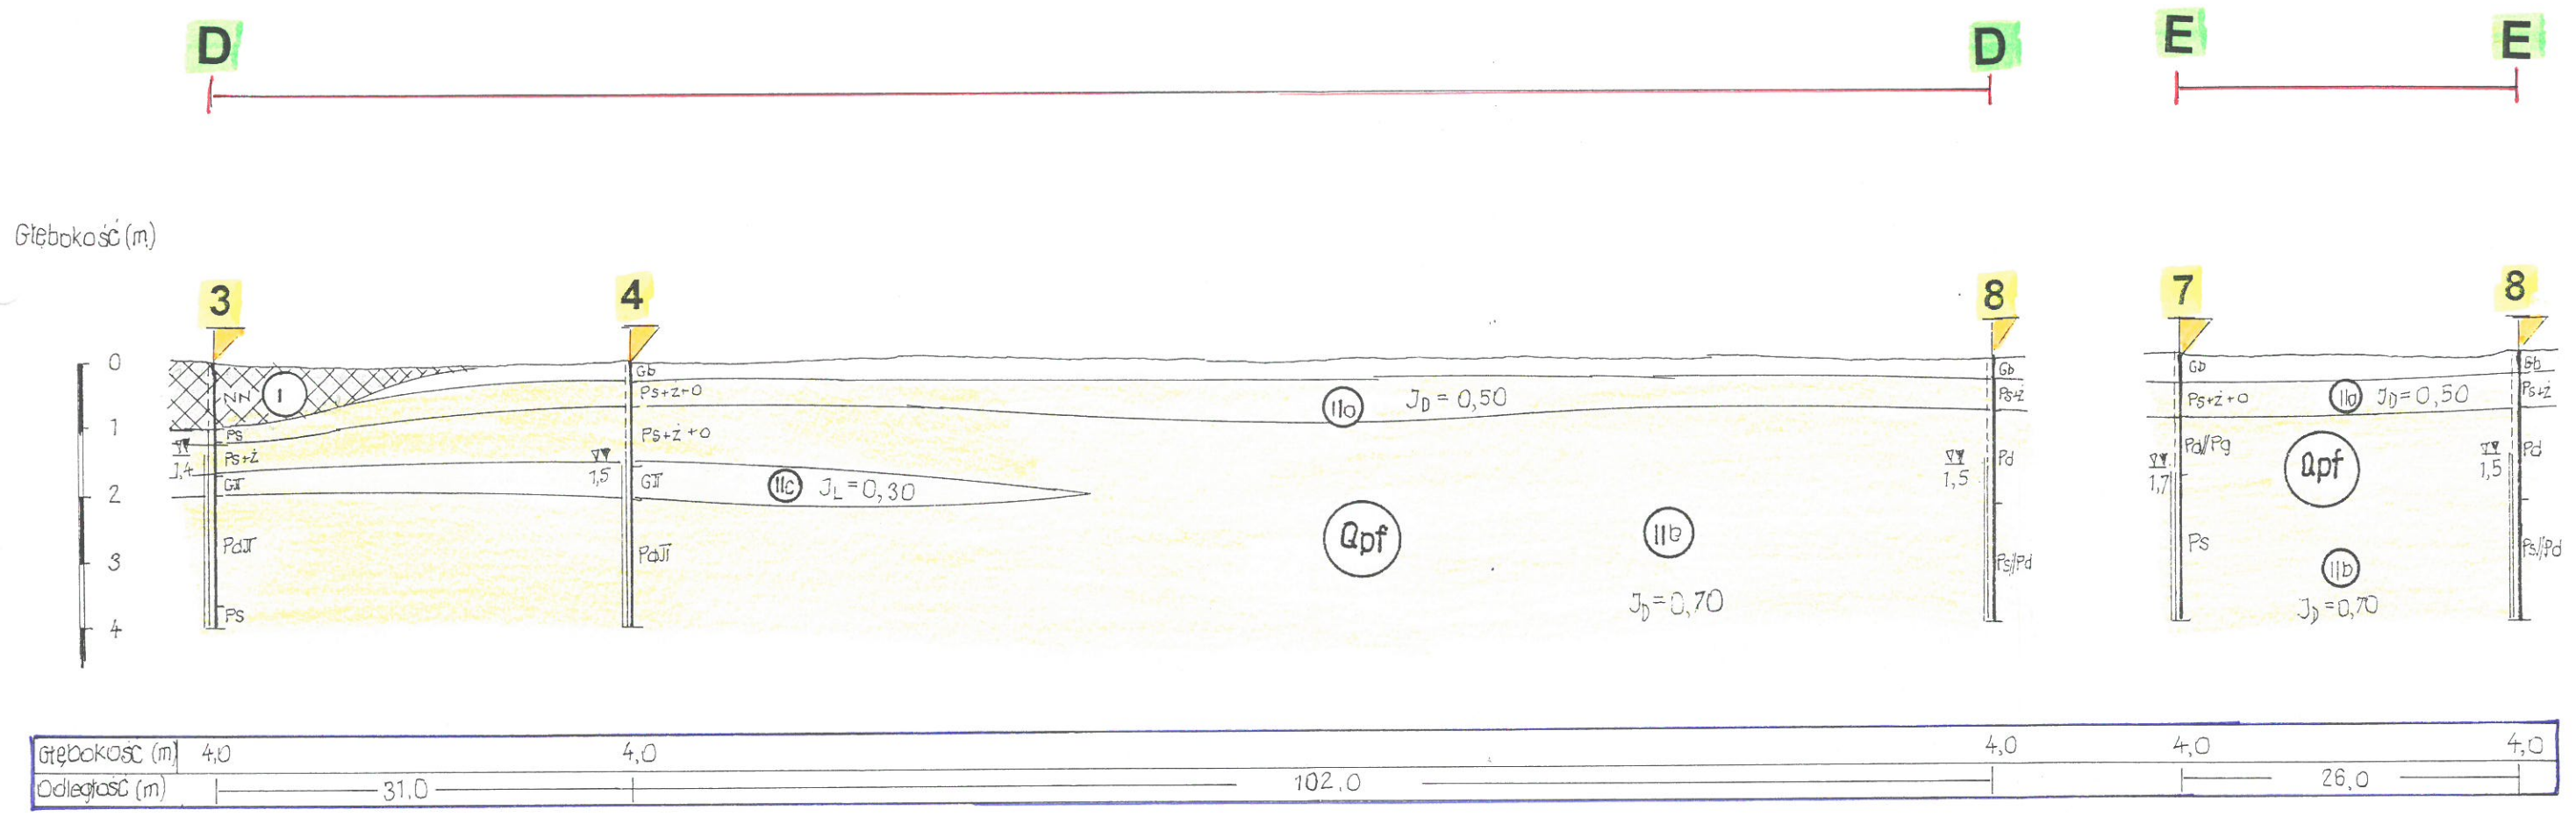 D D E E
Głębokość (m)
3 4 8 7 8
0
1
2
3
4
NN I
Ps
Ps+ż
Gπ
Pdπ
Ps
1,4
Gb
Ps+ż+O
Ps+ż+O
Gπ
Pdπ
1,5
IIc JL=0,30
IIa JD=0,50
Qpf
IIb
JD=0,70
Gb
Ps+ż
Pd
1,5
Ps//Pd
Gb
Ps+ż+O
Pd//Pg
1,7
Ps
IIa JD=0,50
Qpf
IIb
JD=0,70
Gb
Ps+ż
Pd
1,5
Ps//Pd
Głębokość (m) 4,0 4,0 4,0 4,0 4,0
Odległość (m) 31,0 102,0 26,0